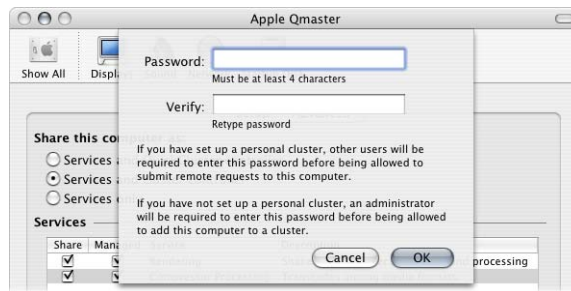 Apple Qmaster
Show All Displ
Password:
Must be at least 4 characters
Verify:
Retype password
Share this com
Services
Services
Services
If you have set up a personal cluster, other users will be
required to enter this password before being allowed
to submit remote requests to this computer.
If you have not set up a personal cluster, an administrator
will be required to enter this password before being allowed
to add this computer to a cluster.
Services
Share Mana
processing
Cancel OK